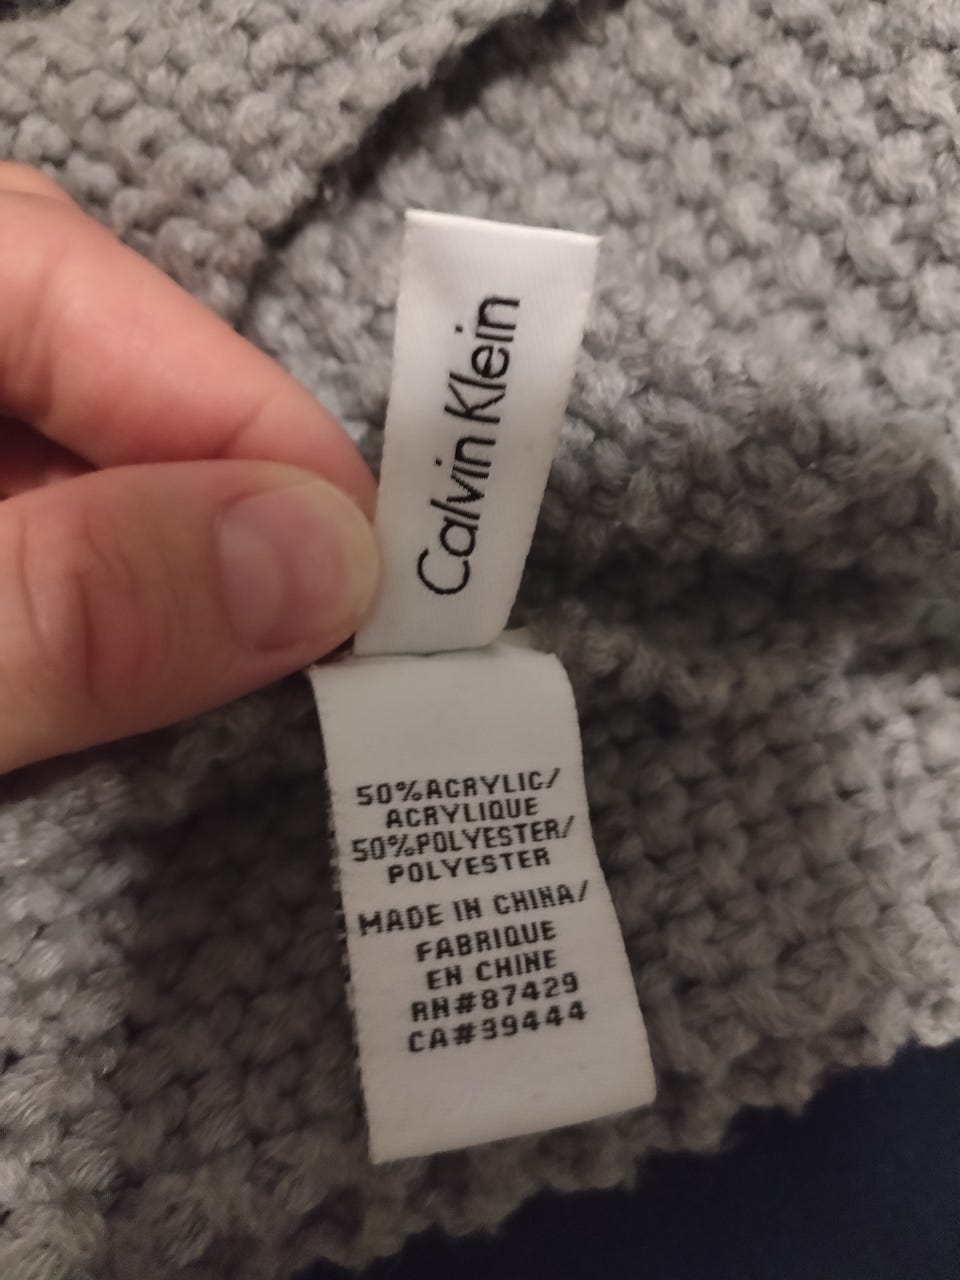 Calvin Klein
50%ACRYLIC/
ACRYLIQUE
50%POLYESTER/
POLYESTER
MADE IN CHINA/
FABRIQUE
EN CHINE
RN#87429
CA#39444